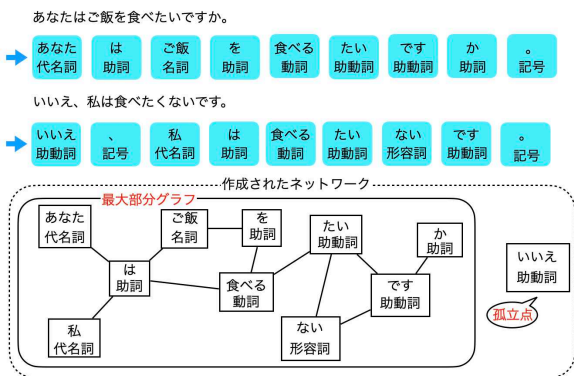 あなたはご飯を食べたいですか。
あなた は ご飯 を 食べる たい です か 。
代名詞 助詞 名詞 助詞 動詞 助動詞 助動詞 助詞 記号
いいえ、私は食べたくないです。
いいえ 、 私 は 食べる たい ない です 。
助動詞 記号 代名詞 助詞 動詞 助動詞 形容詞 助動詞 記号
作成されたネットワーク
最大部分グラフ
あなた
代名詞
ご飯
名詞
を
助詞
たい
助動詞
か
助詞
は
助詞
食べる
動詞
です
助動詞
いいえ
助動詞
私
代名詞
ない
形容詞
孤立点